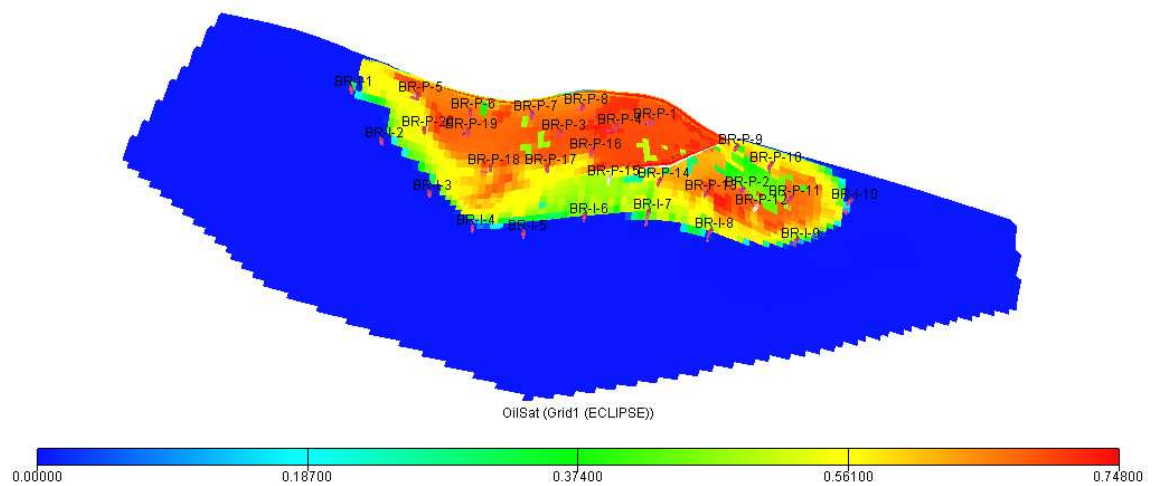 BR-I-1
BR-P-5
BR-P-6
BR-P-7
BR-P-8
BR-P-1
BR-P-20
BR-P-19
BR-P-3
BR-P-4
BR-I-2
BR-P-16
BR-P-9
BR-P-18
BR-P-17
BR-P-10
BR-P-15
BR-P-14
BR-I-3
BR-P-13
BR-P-2
BR-P-11
BR-P-12
BR-I-10
BR-I-4
BR-I-5
BR-I-6
BR-I-7
BR-I-8
BR-I-9
OilSat (Grid1 (ECLIPSE))
0.00000 0.18700 0.37400 0.56100 0.74800